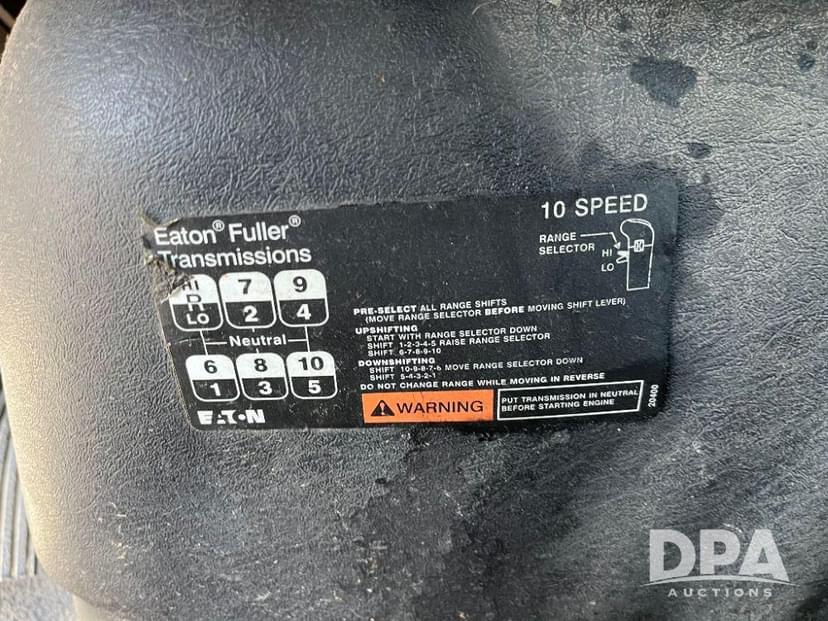 Eaton® Fuller®
Transmissions
10 SPEED
RANGE
SELECTOR
HI
LO
HI
R
LO
7
2
9
4
Neutral
6
1
8
3
10
5
EATON
PRE-SELECT ALL RANGE SHIFTS
(MOVE RANGE SELECTOR BEFORE MOVING SHIFT LEVER)
UPSHIFTING
START WITH RANGE SELECTOR DOWN
SHIFT 1-2-3-4-5 RAISE RANGE SELECTOR
SHIFT 6-7-8-9-10
DOWNSHIFTING
SHIFT 10-9-8-7-6 MOVE RANGE SELECTOR DOWN
SHIFT 5-4-3-2-1
DO NOT CHANGE RANGE WHILE MOVING IN REVERSE
WARNING
PUT TRANSMISSION IN NEUTRAL
BEFORE STARTING ENGINE
20400
DPA
AUCTIONS